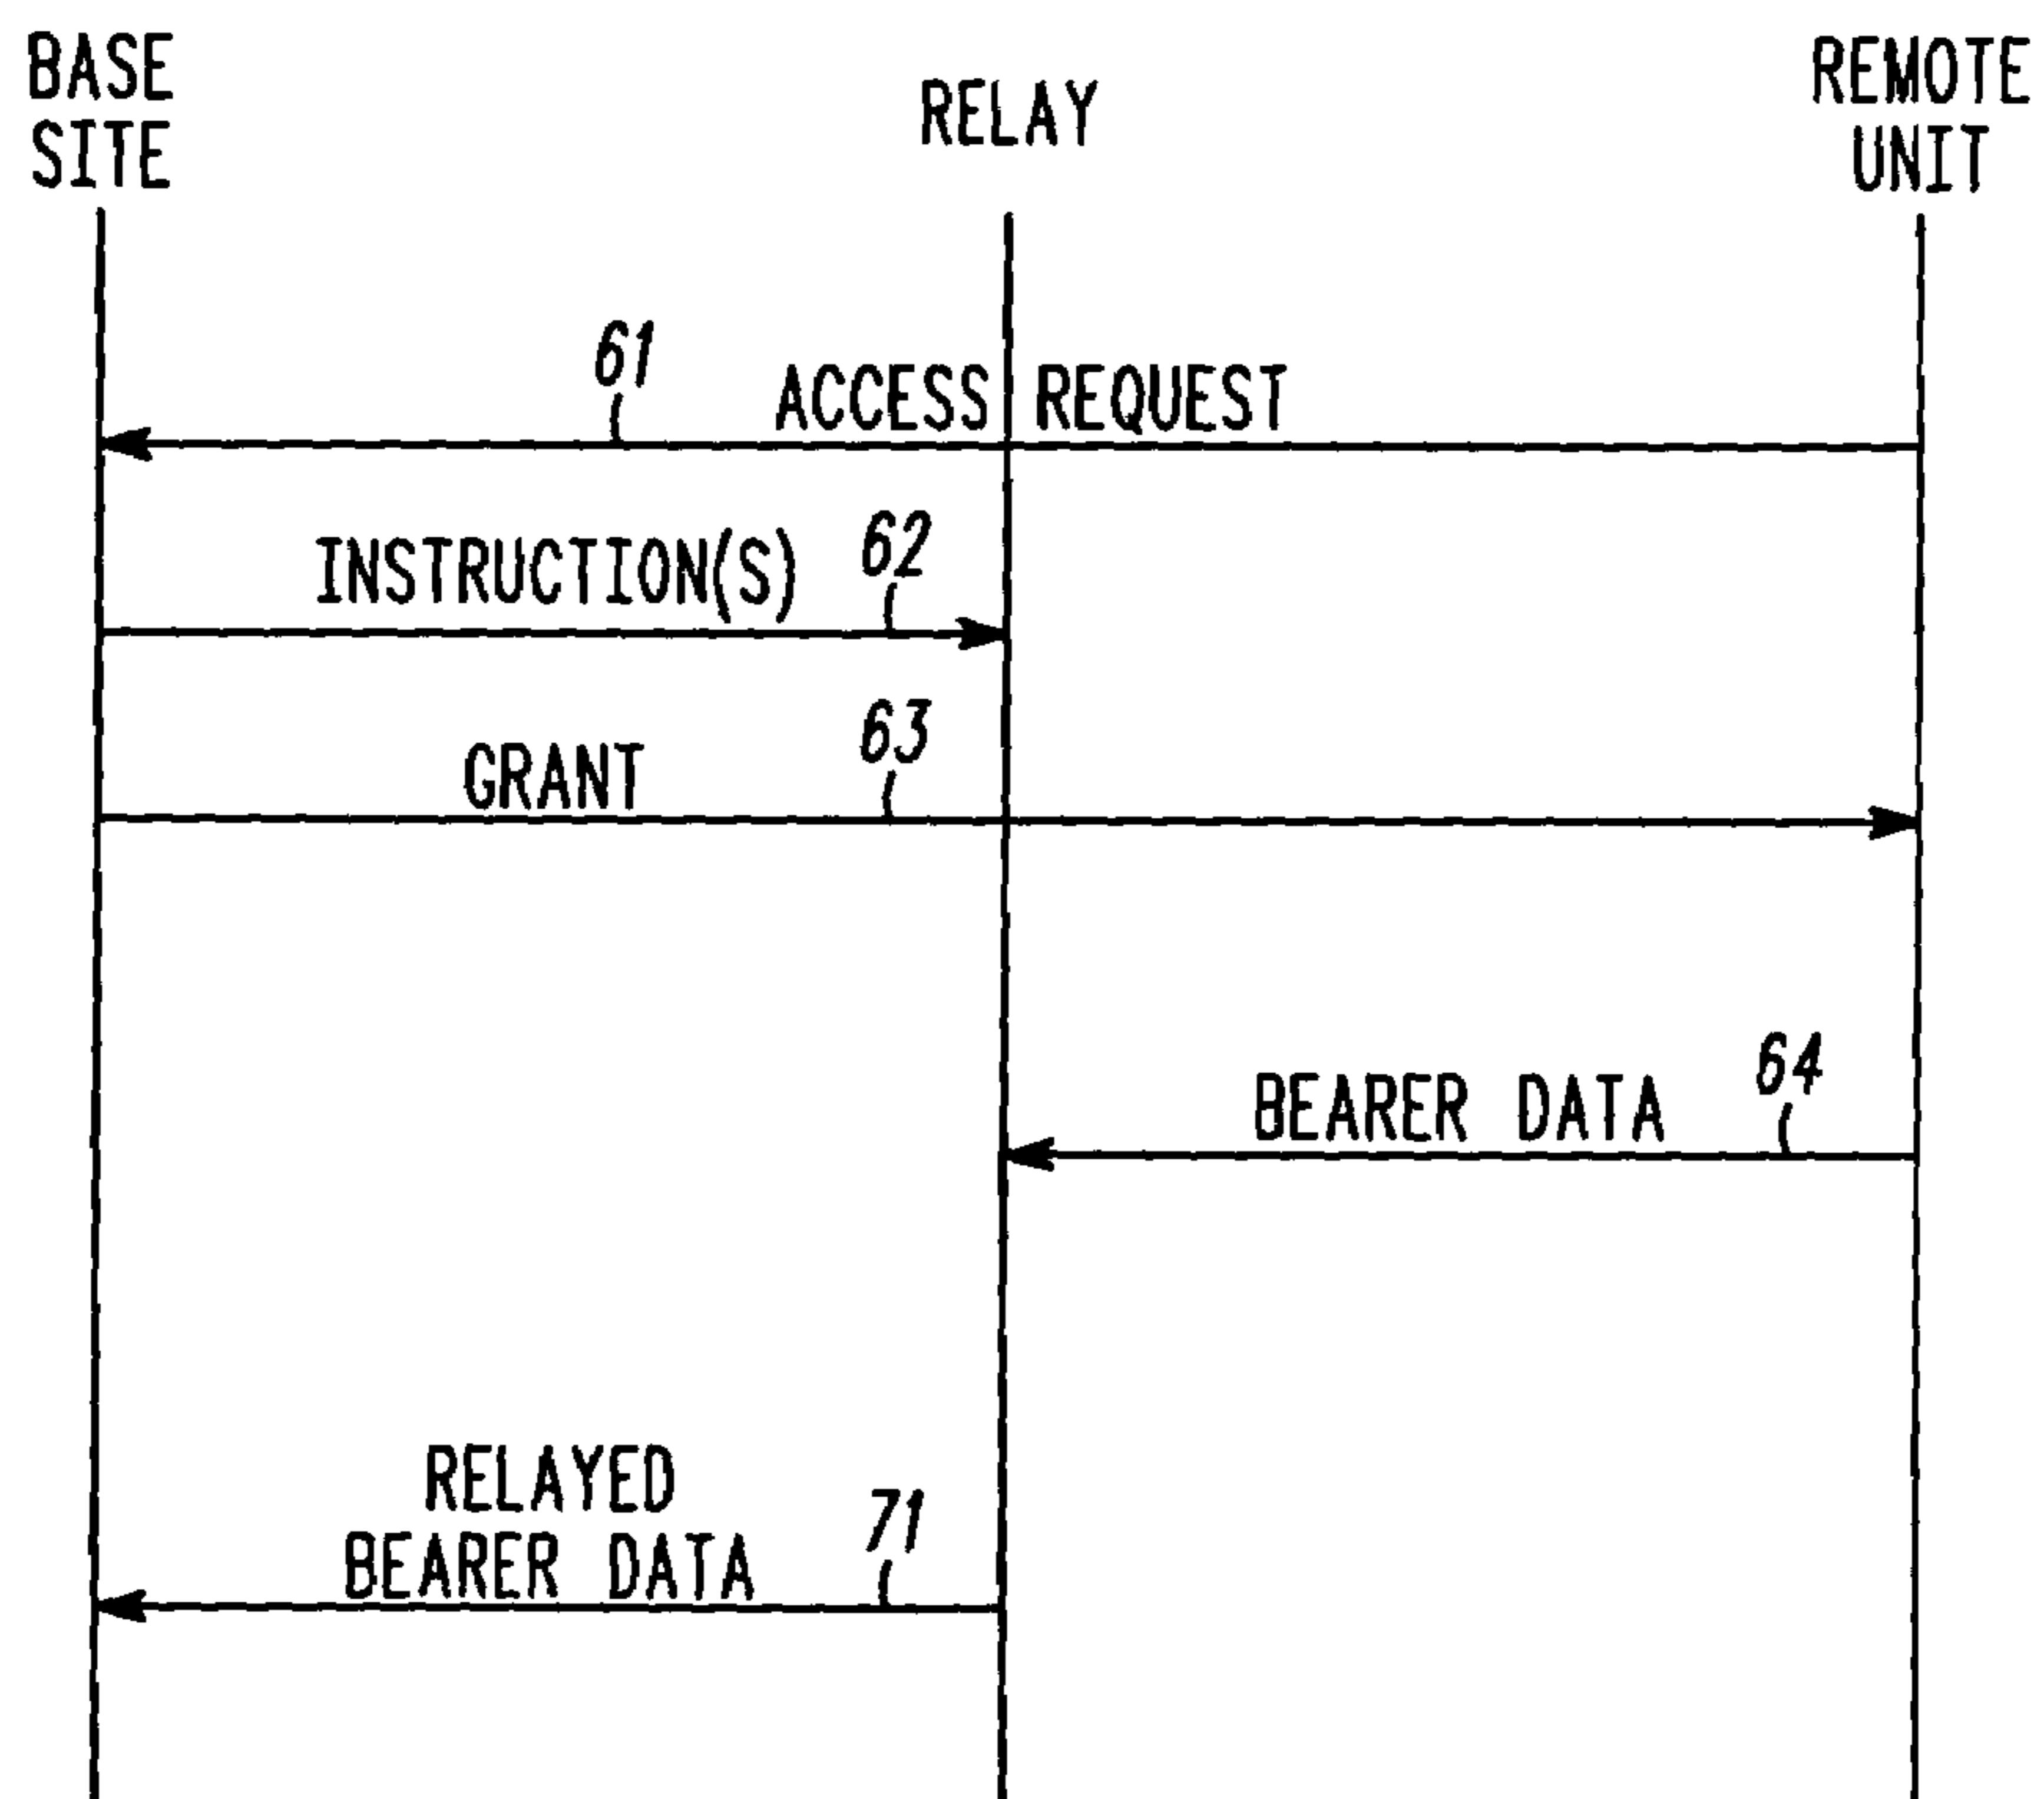 BASE
SITE
RELAY
REMOTE
UNIT
61
ACCESS REQUEST
INSTRUCTION(S)
62
GRANT
63
BEARER DATA
64
RELAYED
BEARER DATA
71